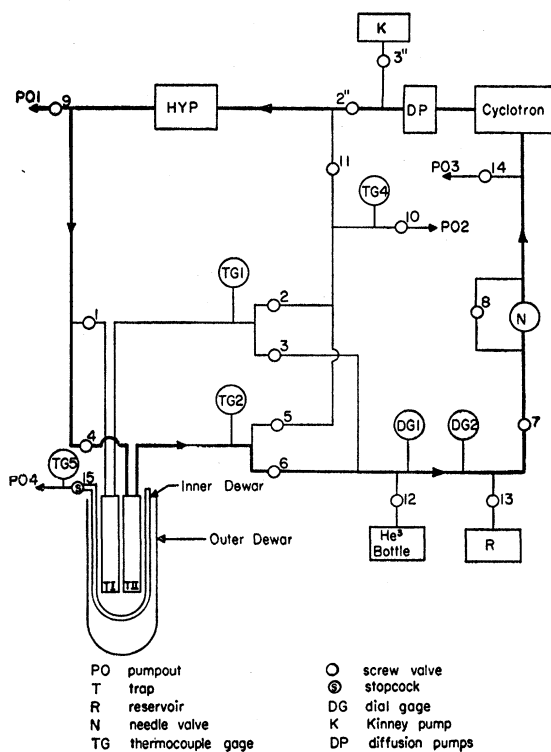 K
3"
PO1
9
HYP
2"
DP
Cyclotron
11
PO3
14
TG4
10
PO2
TG1
8
N
1
2
3
TG2
5
7
4
DG1
DG2
TG5
6
PO4
S
15
Inner Dewar
12
13
Outer Dewar
He³
Bottle
R
TI
TII
PO pumpout
T trap
R reservoir
N needle valve
TG thermocouple gage
screw valve
S stopcock
DG dial gage
K Kinney pump
DP diffusion pumps